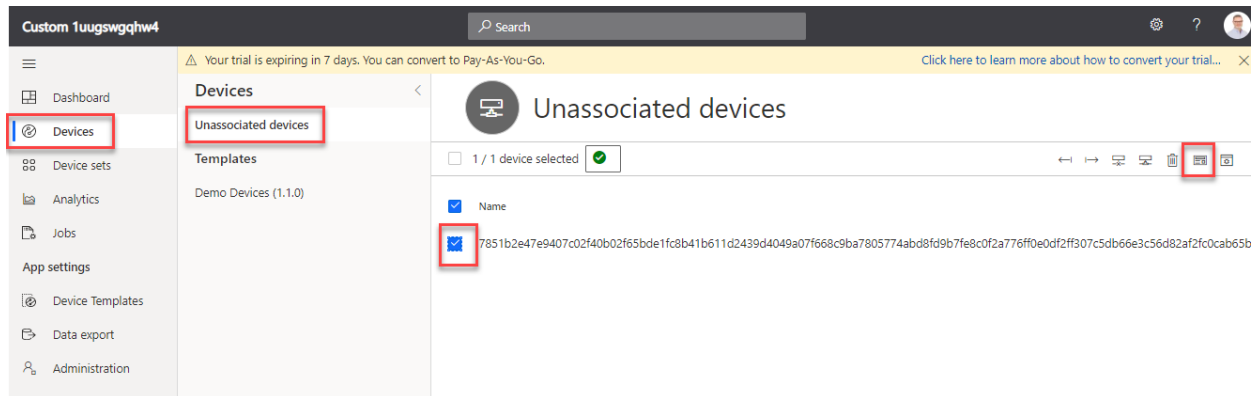 Custom 1uugswgqhw4
Search
?
Your trial is expiring in 7 days. You can convert to Pay-As-You-Go.
Click here to learn more about how to convert your trial...
Dashboard
Devices
Device sets
Analytics
Jobs
App settings
Device Templates
Data export
Administration
Devices
Unassociated devices
Templates
Demo Devices (1.1.0)
Unassociated devices
1 / 1 device selected
Name
7851b2e47e9407c02f40b02f65bde1fc8b41b611d2439d4049a07f668c9ba7805774abd8fd9b7fe8c0f2a776ff0e0df2ff307c5db66e3c56d82af2fc0cab65b